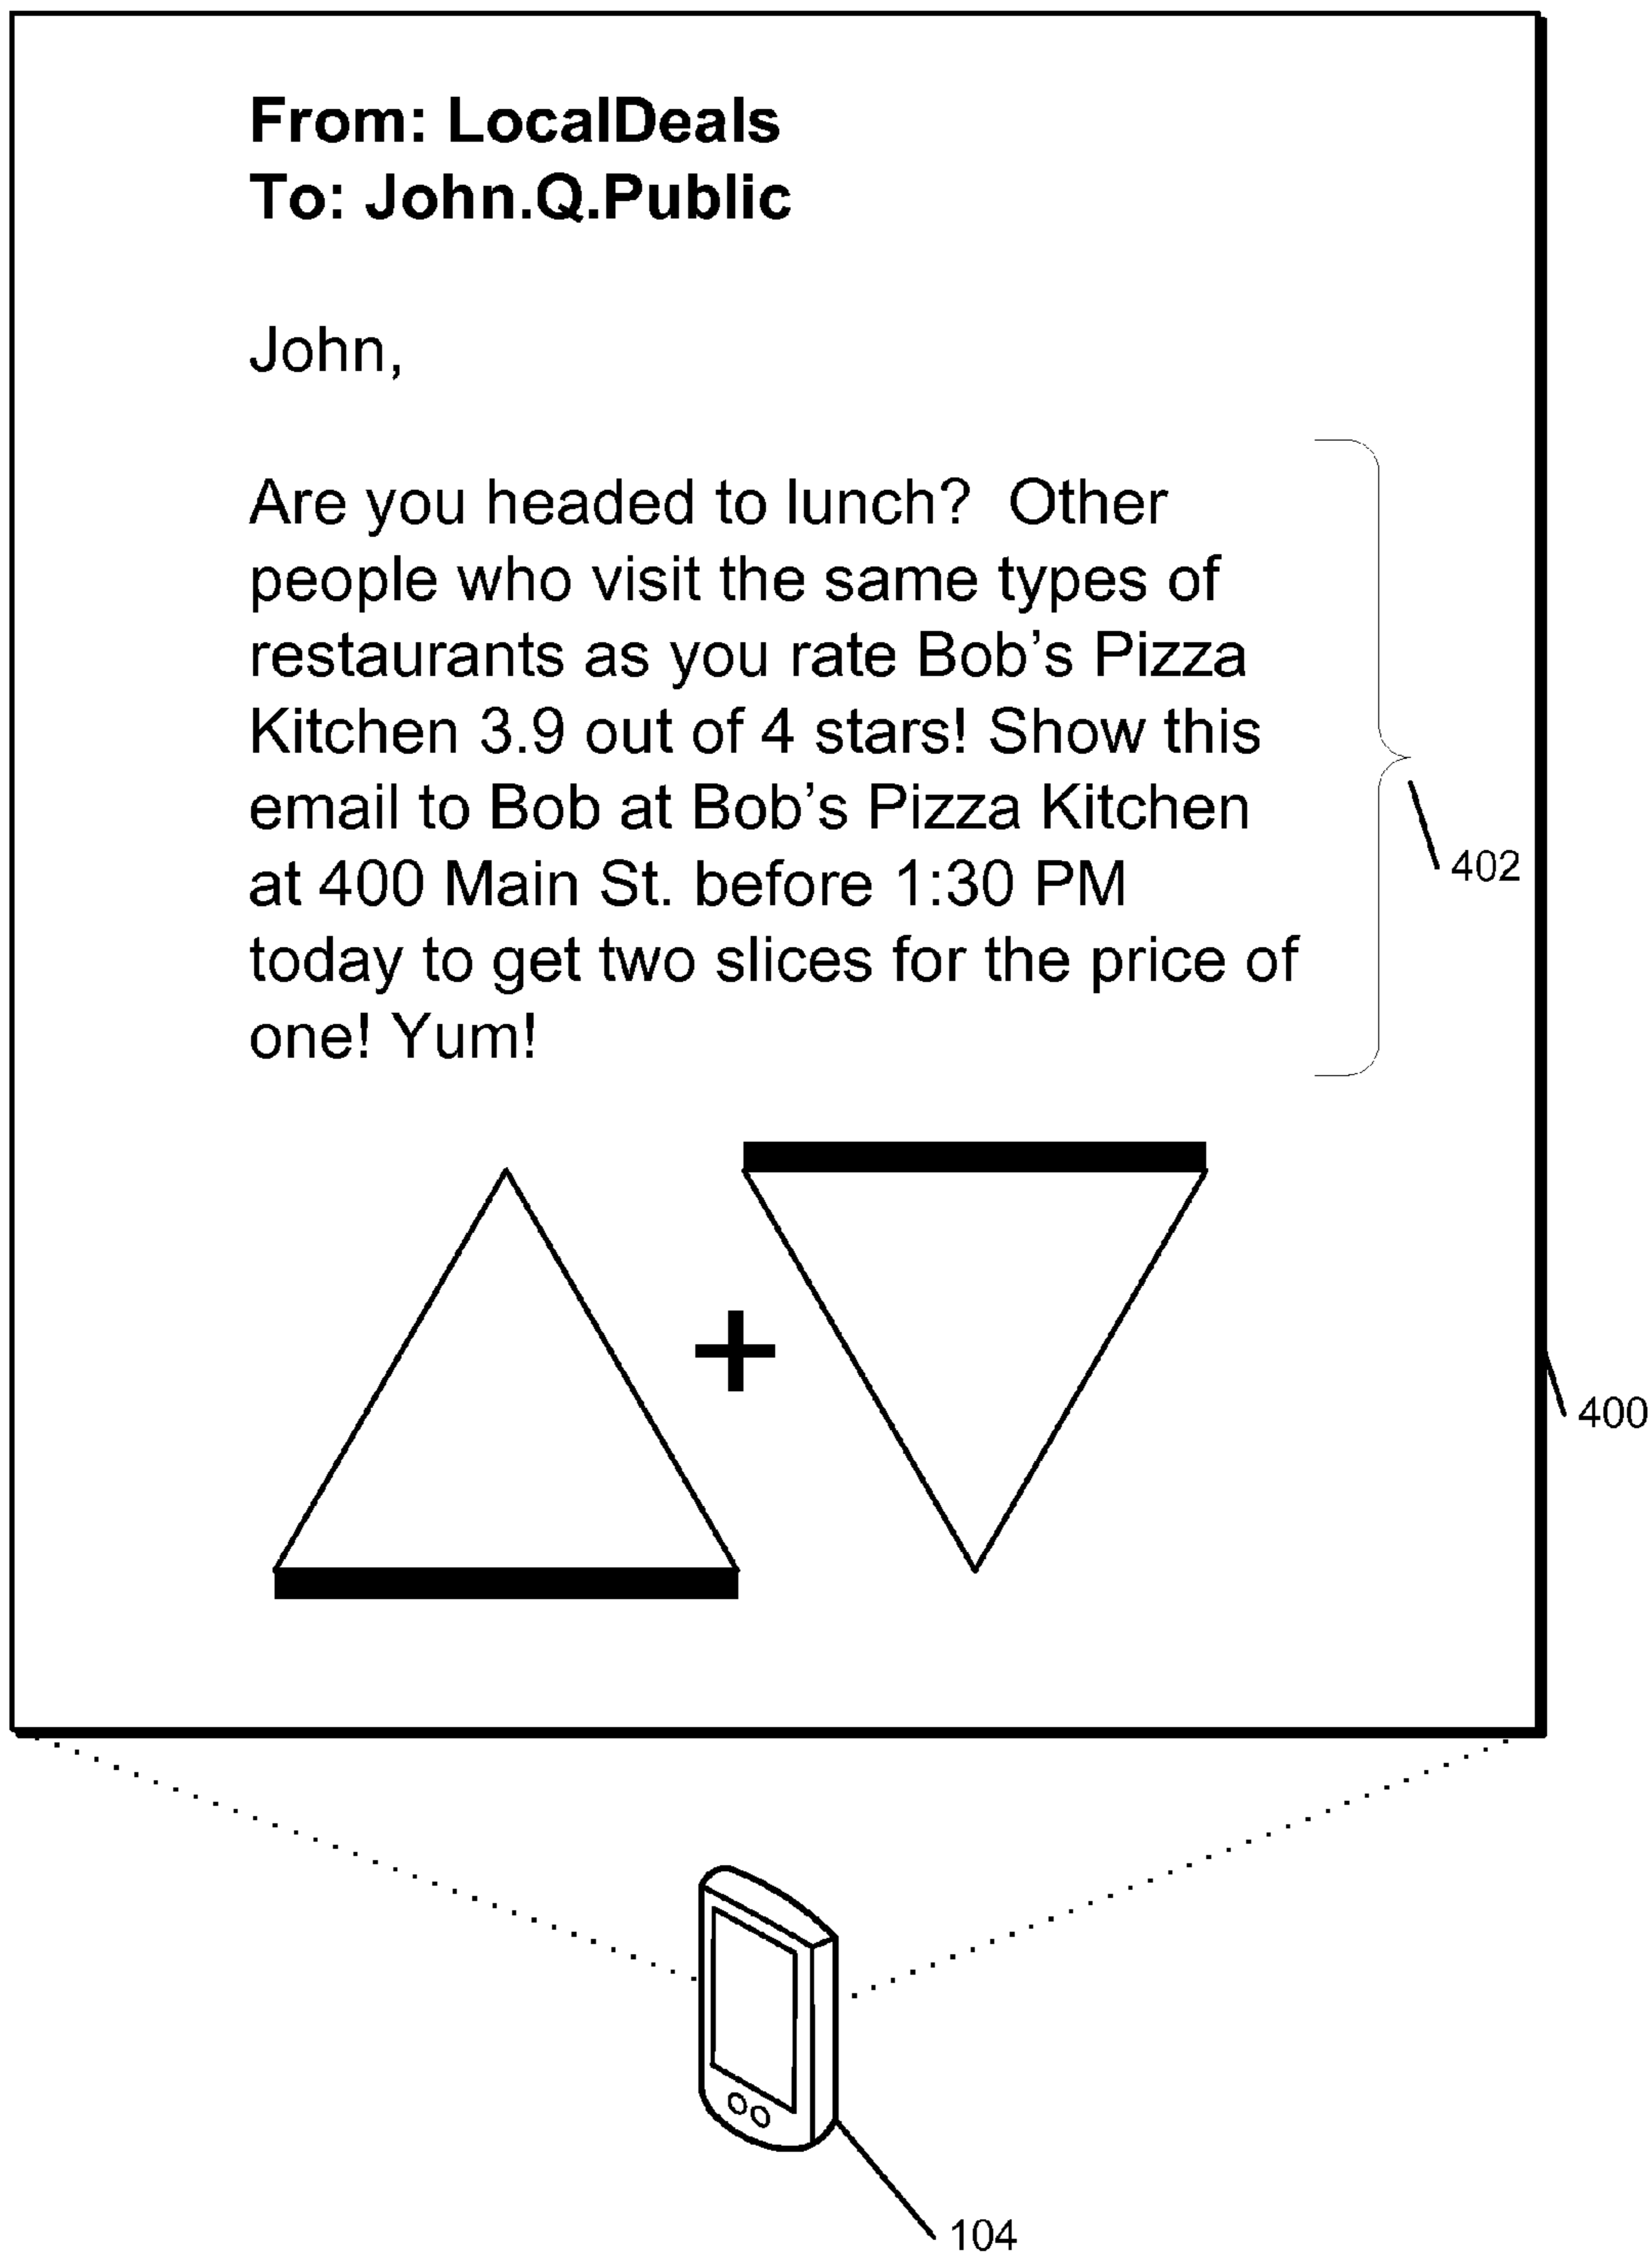 From: LocalDeals
To: John.Q.Public
John,
Are you headed to lunch?  Other
people who visit the same types of
restaurants as you rate Bob’s Pizza
Kitchen 3.9 out of 4 stars! Show this
email to Bob at Bob’s Pizza Kitchen
at 400 Main St. before 1:30 PM
today to get two slices for the price of
one! Yum!
402
+
400
104